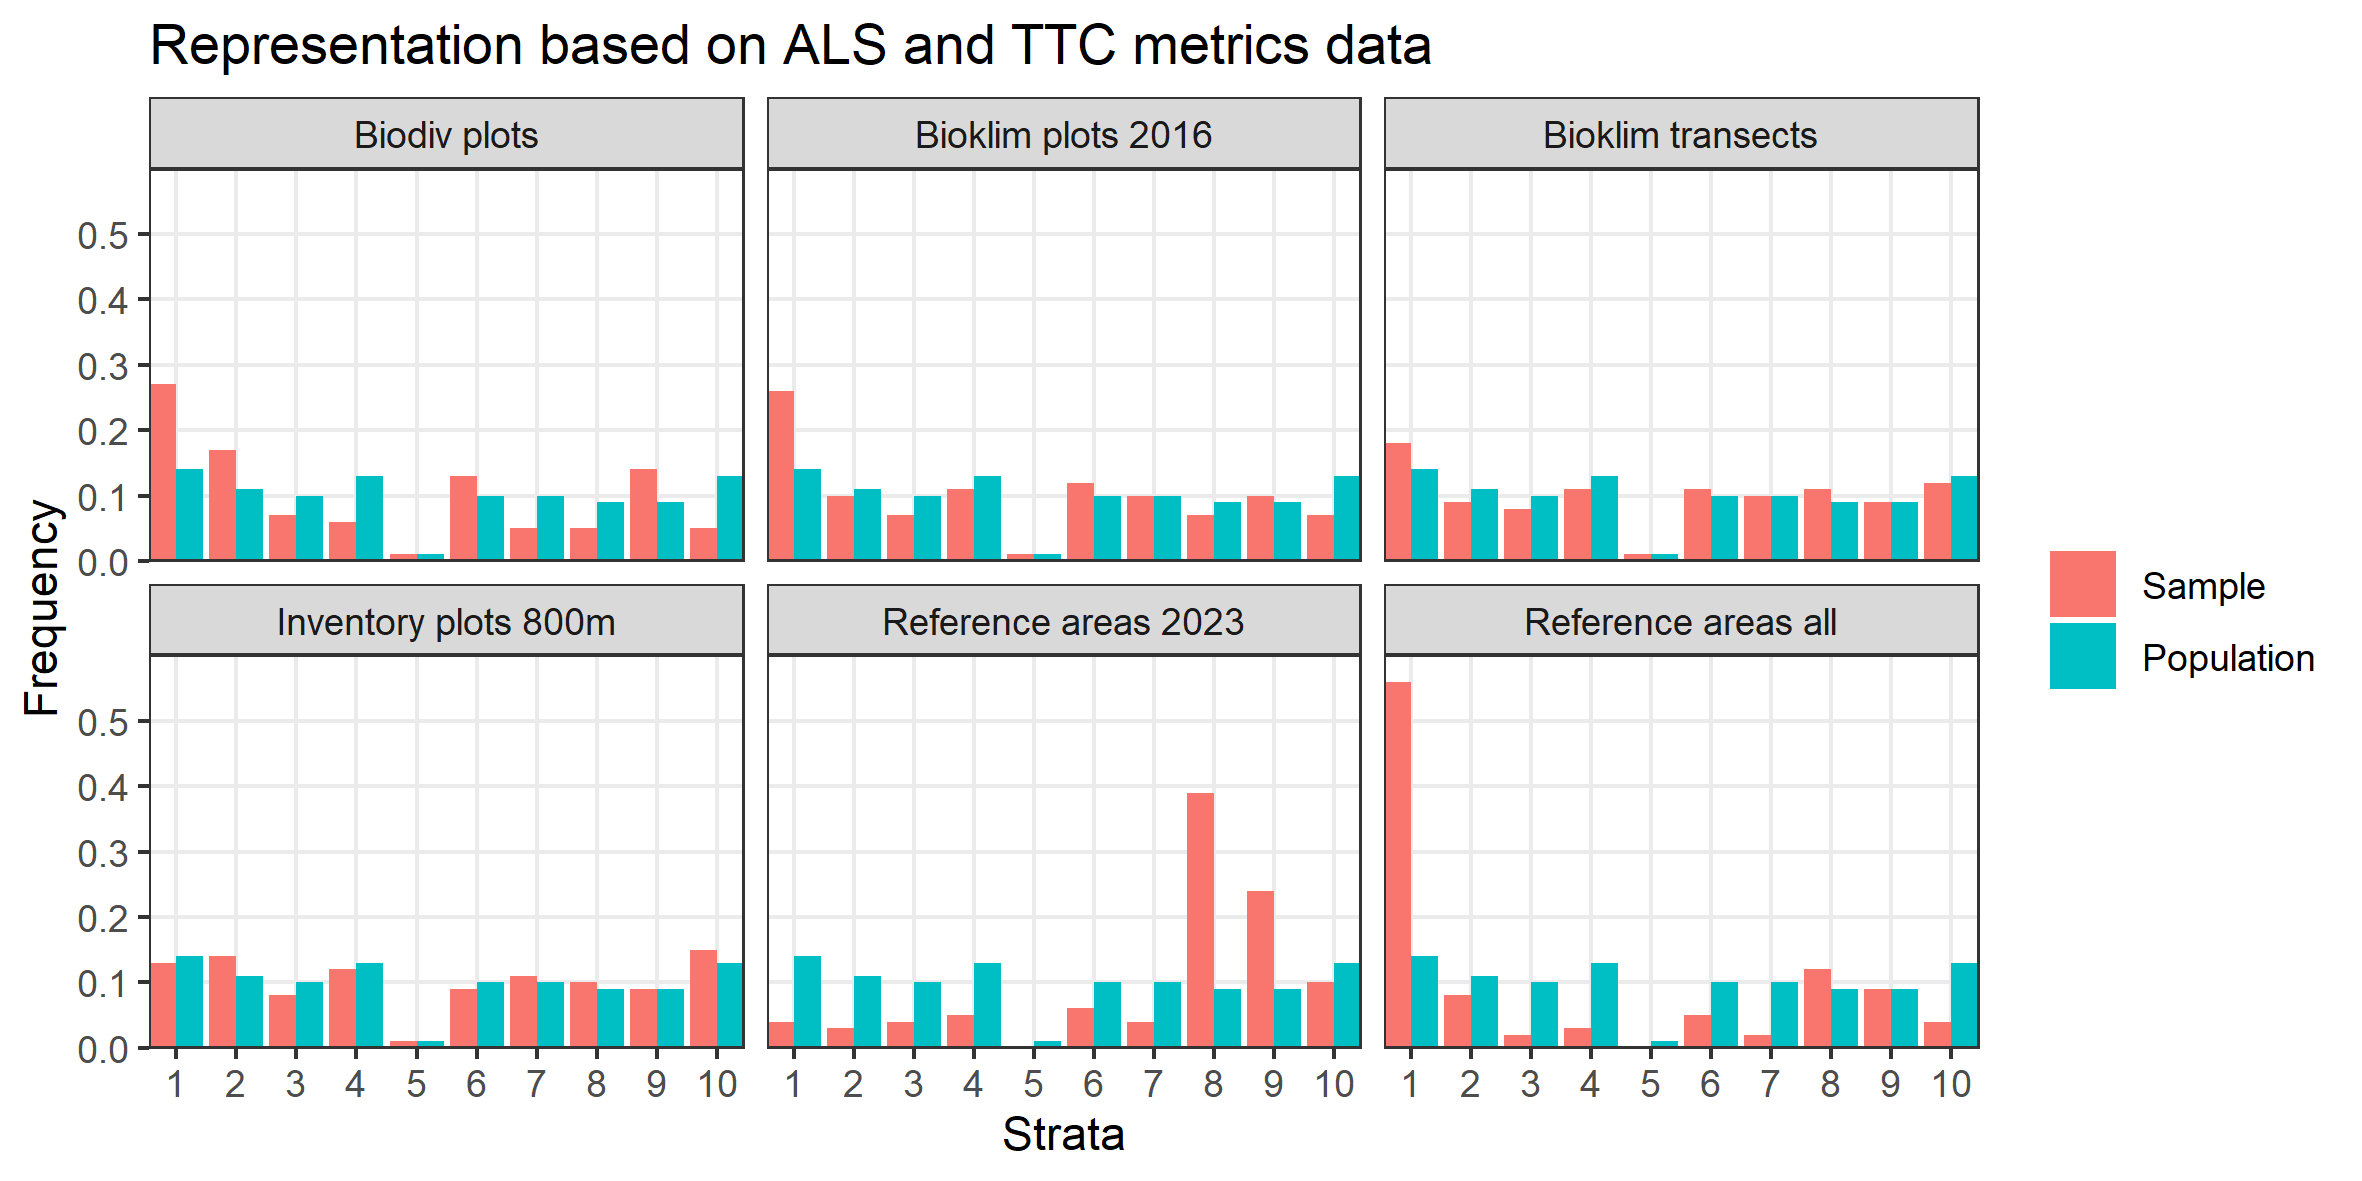 Representation based on ALS and TTC metrics data
Biodiv plots
Bioklim plots 2016
Bioklim transects
0.5
0.4
0.3
0.2
0.1
0.0
Inventory plots 800m
Reference areas 2023
Reference areas all
0.5
0.4
0.3
0.2
0.1
0.0
1 2 3 4 5 6 7 8 9 10
1 2 3 4 5 6 7 8 9 10
1 2 3 4 5 6 7 8 9 10
Strata
Frequency
Sample
Population